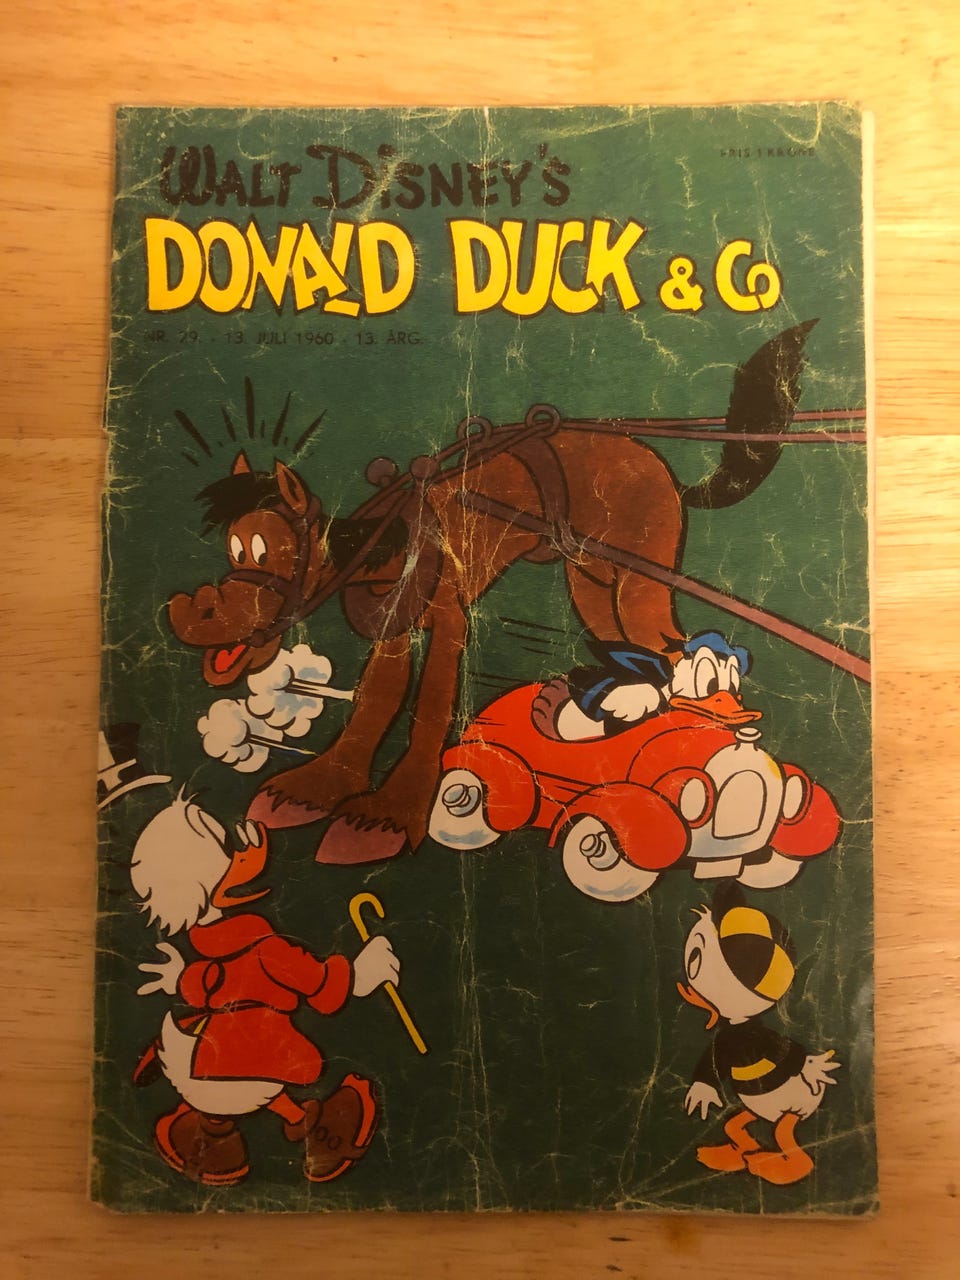 WALT DISNEY'S
PRIS 1 KRONE
DONALD DUCK & Co
NR. 29. · 13. JULI 1960 · 13. ÅRG.